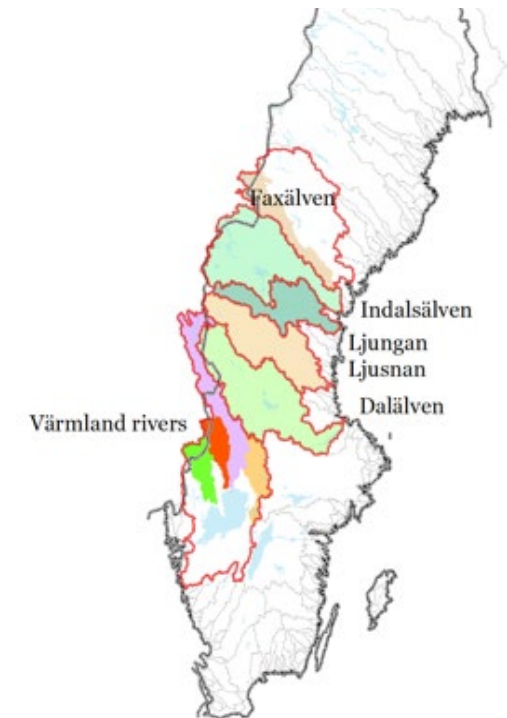 Faxälven
Indalsälven
Ljungan
Ljusnan
Dalälven
Värmland rivers